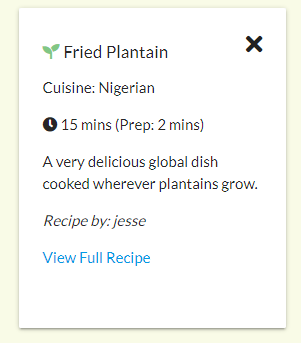 Fried Plantain
Cuisine: Nigerian
15 mins (Prep: 2 mins)
A very delicious global dish
cooked wherever plantains grow.
Recipe by: jesse
View Full Recipe